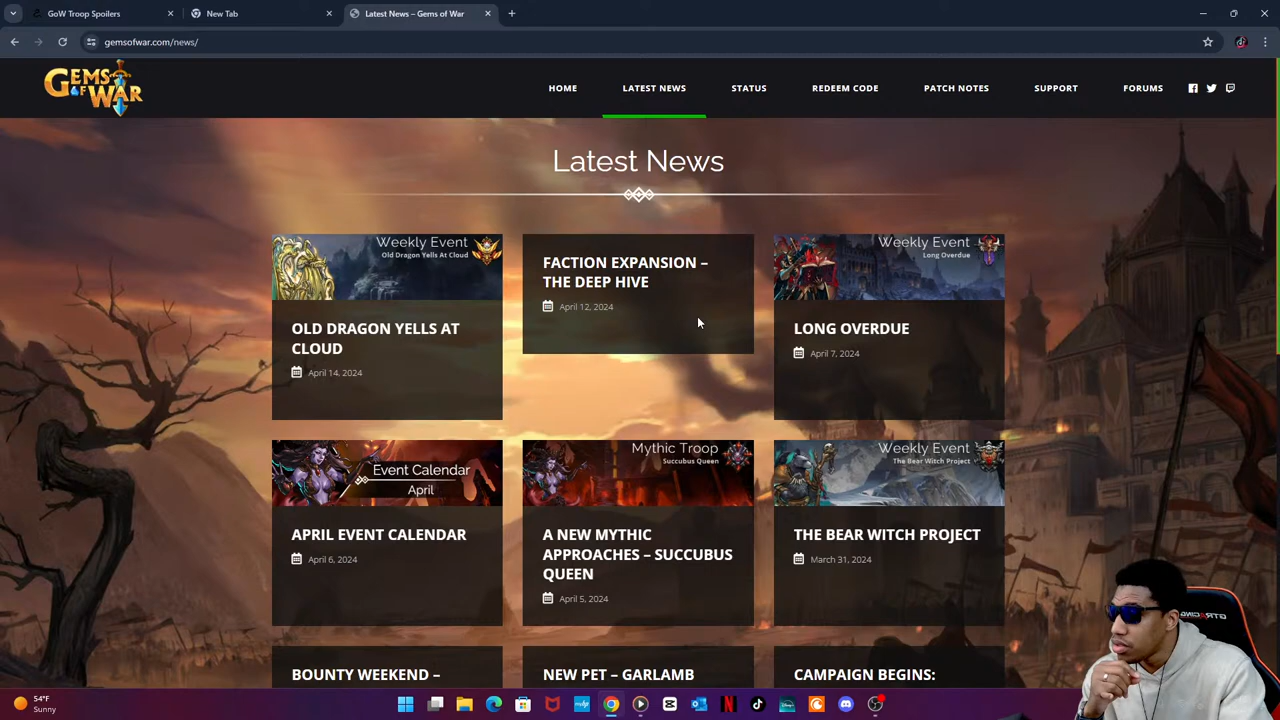 GoW Troop Spoilers
New Tab
Latest News – Gems of War
gemsofwar.com/news/
GEMS OF WAR
HOME
LATEST NEWS
STATUS
REDEEM CODE
PATCH NOTES
SUPPORT
FORUMS
Latest News
Weekly Event
Old Dragon Yells At Cloud
OLD DRAGON YELLS AT
CLOUD
April 14, 2024
FACTION EXPANSION –
THE DEEP HIVE
April 12, 2024
Weekly Event
Long Overdue
LONG OVERDUE
April 7, 2024
Event Calendar
April
APRIL EVENT CALENDAR
April 6, 2024
Mythic Troop
Succubus Queen
A NEW MYTHIC
APPROACHES – SUCCUBUS
QUEEN
April 5, 2024
Weekly Event
The Bear Witch Project
THE BEAR WITCH PROJECT
March 31, 2024
BOUNTY WEEKEND –
NEW PET – GARLAMB
CAMPAIGN BEGINS:
GTRACING
54°F
Sunny